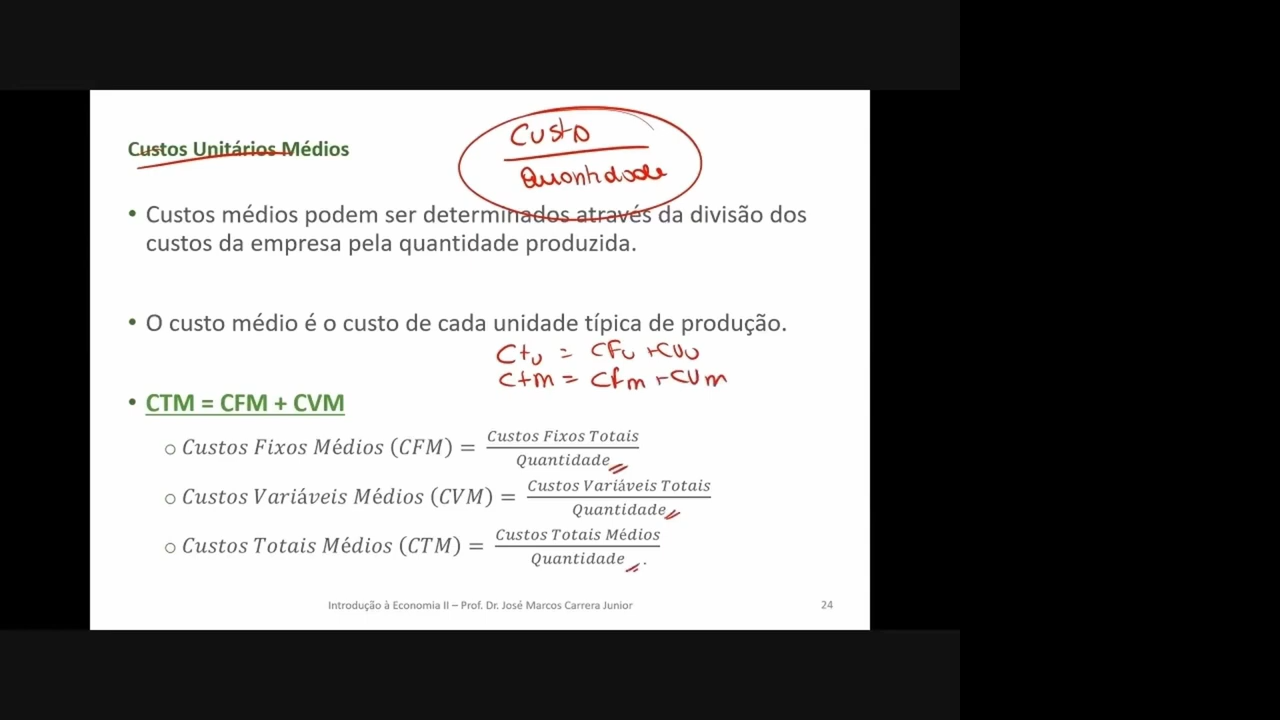 Custo
Quantidade
Custos Unitários Médios
• Custos médios podem ser determinados através da divisão dos
custos da empresa pela quantidade produzida.
• O custo médio é o custo de cada unidade típica de produção.
Ctu = CFu + CVu
Ctm = Cfm + CVm
• CTM = CFM + CVM
○ Custos Fixos Médios (CFM) = Custos Fixos Totais / Quantidade
○ Custos Variáveis Médios (CVM) = Custos Variáveis Totais / Quantidade
○ Custos Totais Médios (CTM) = Custos Totais Médios / Quantidade .
Introdução à Economia II – Prof. Dr. José Marcos Carrera Junior 24